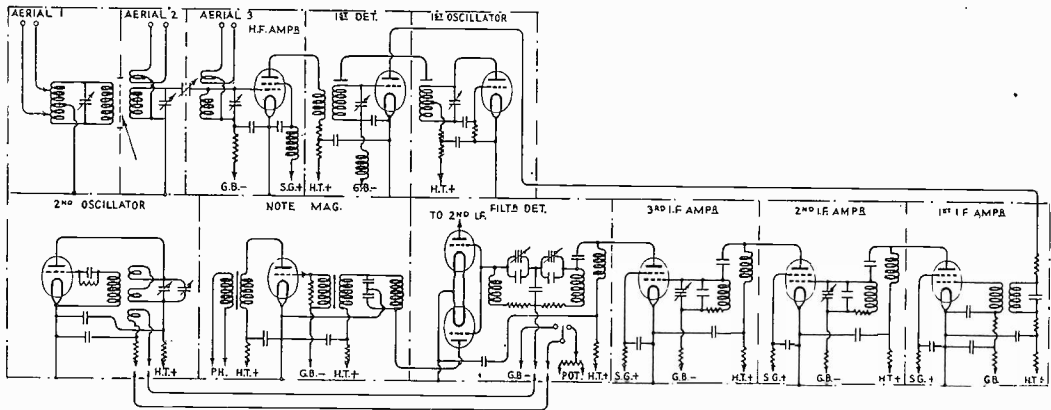 AERIAL 1 AERIAL 2 AERIAL 3 1ST DET. 1ST OSCILLATOR
H.F. AMPR
G.B.- S.G.+ H.T.+ G.B.- H.T.+
2ND OSCILLATOR NOTE MAG. FILTR DET. 3RD I.F. AMPR 2ND I.F. AMPR 1ST I.F. AMPR
TO 2ND I.F.
H.T.+ PH. H.T.+ G.B.- H.T.+ G.B.- POT. H.T.+ S.G.+ G.B.- H.T.+ S.G.+ G.B.- H.T+ S.G.+ G.B. H.T+